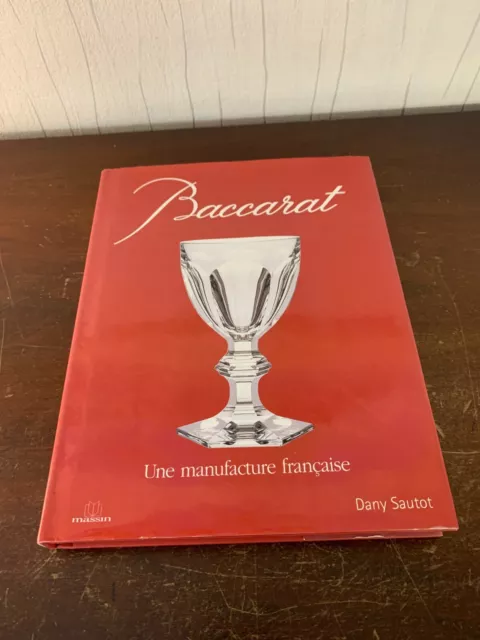 Baccarat
Une manufacture française
Dany Sautot
massin